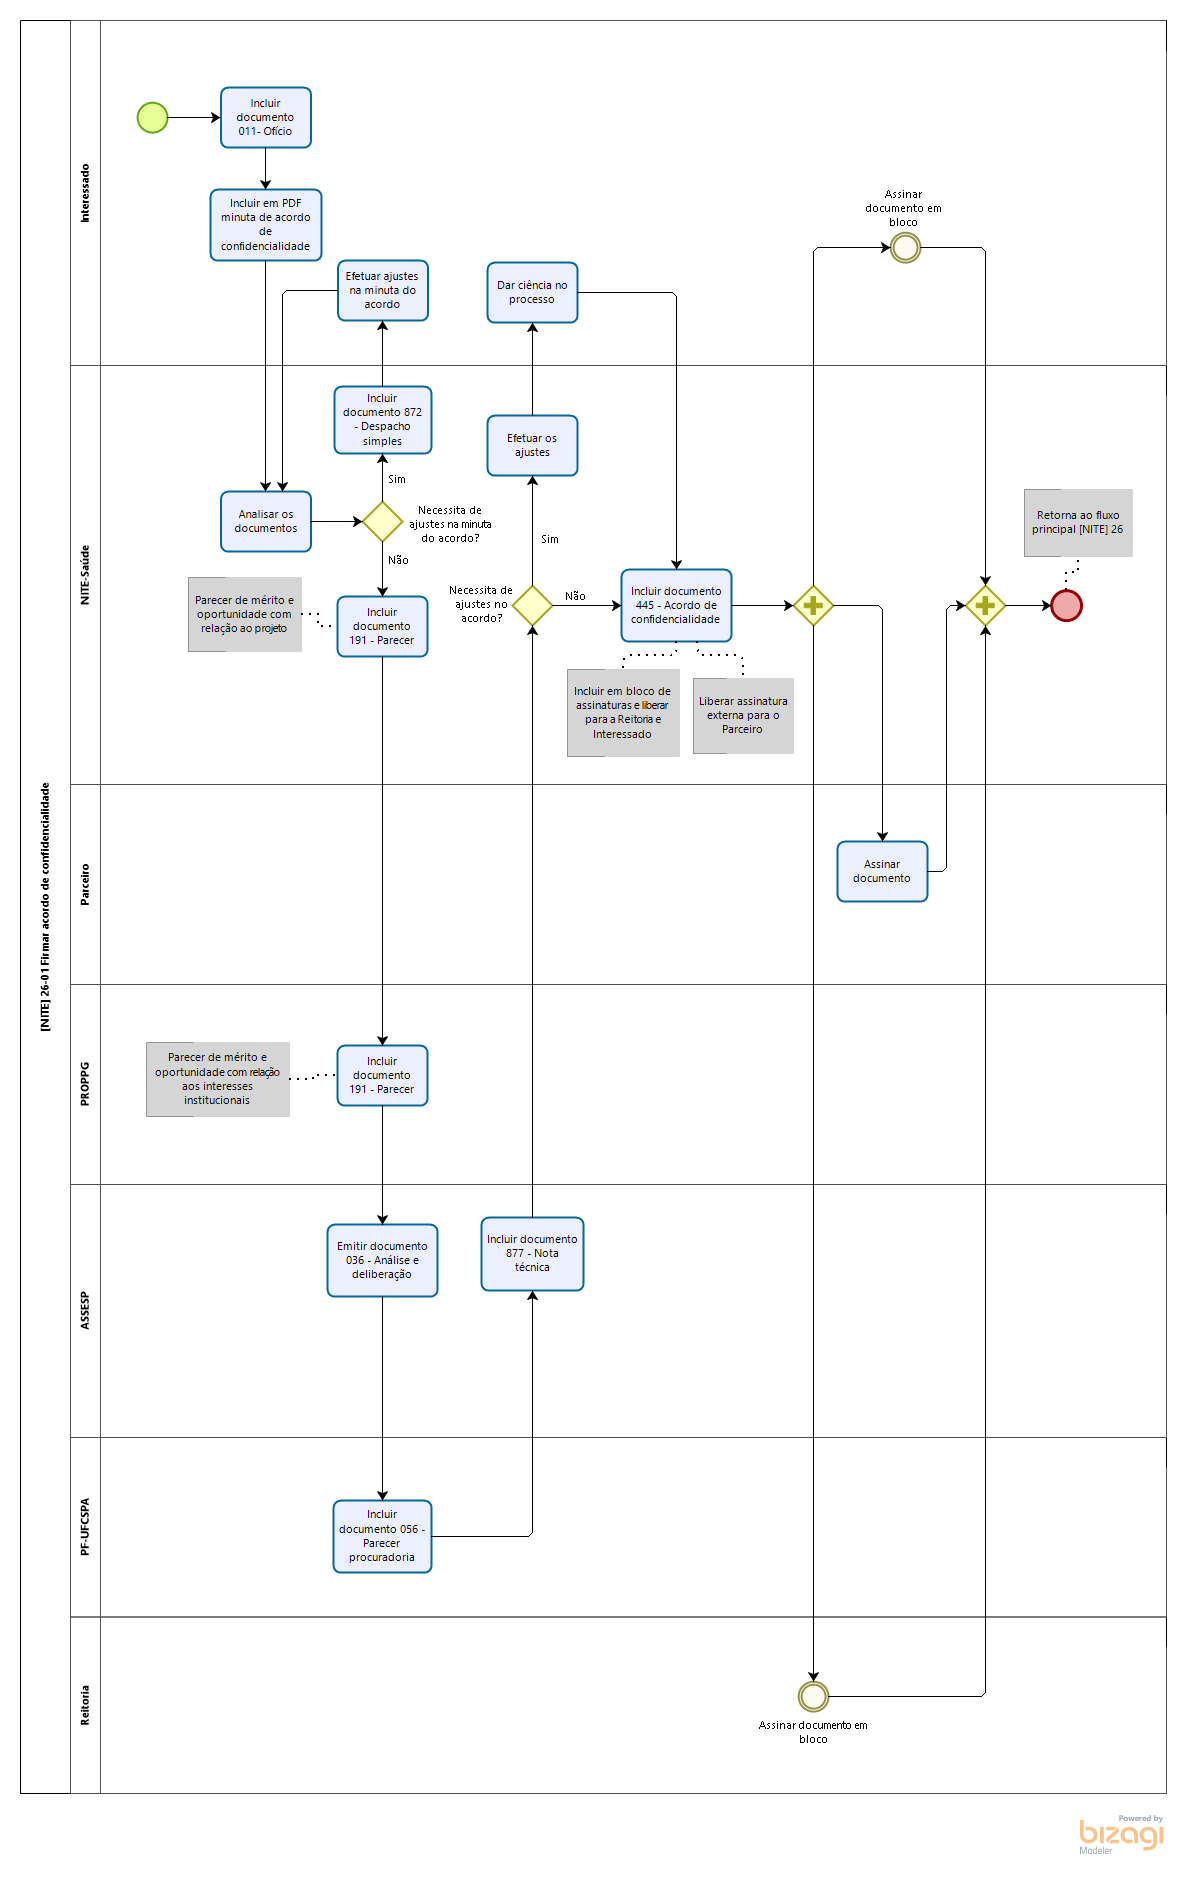 [NITE] 26-01 Firmar acordo de confidencialidade
Interessado
Incluir
documento
011- Ofício
Incluir em PDF
minuta de acordo
de
confidencialidade
Efetuar ajustes
na minuta do
acordo
Dar ciência no
processo
Assinar
documento em
bloco
NITE-Saúde
Incluir
documento 872
- Despacho
simples
Sim
Analisar os
documentos
Necessita de
ajustes na minuta
do acordo?
Não
Parecer de mérito e
oportunidade com
relação ao projeto
Incluir
documento
191 - Parecer
Efetuar os
ajustes
Sim
Necessita de
ajustes no
acordo?
Não
Incluir documento
445 - Acordo de
confidencialidade
Incluir em bloco de
assinaturas e liberar
para a Reitoria e
Interessado
Liberar assinatura
externa para o
Parceiro
Retorna ao fluxo
principal [NITE] 26
Parceiro
Assinar
documento
PROPPG
Parecer de mérito e
oportunidade com relação
aos interesses
institucionais
Incluir
documento
191 - Parecer
ASSESP
Emitir documento
036 - Análise e
deliberação
Incluir documento
877 - Nota
técnica
PF-UFCSPA
Incluir
documento 056 -
Parecer
procuradoria
Reitoria
Assinar documento em
bloco
Powered by
bizagi
Modeler